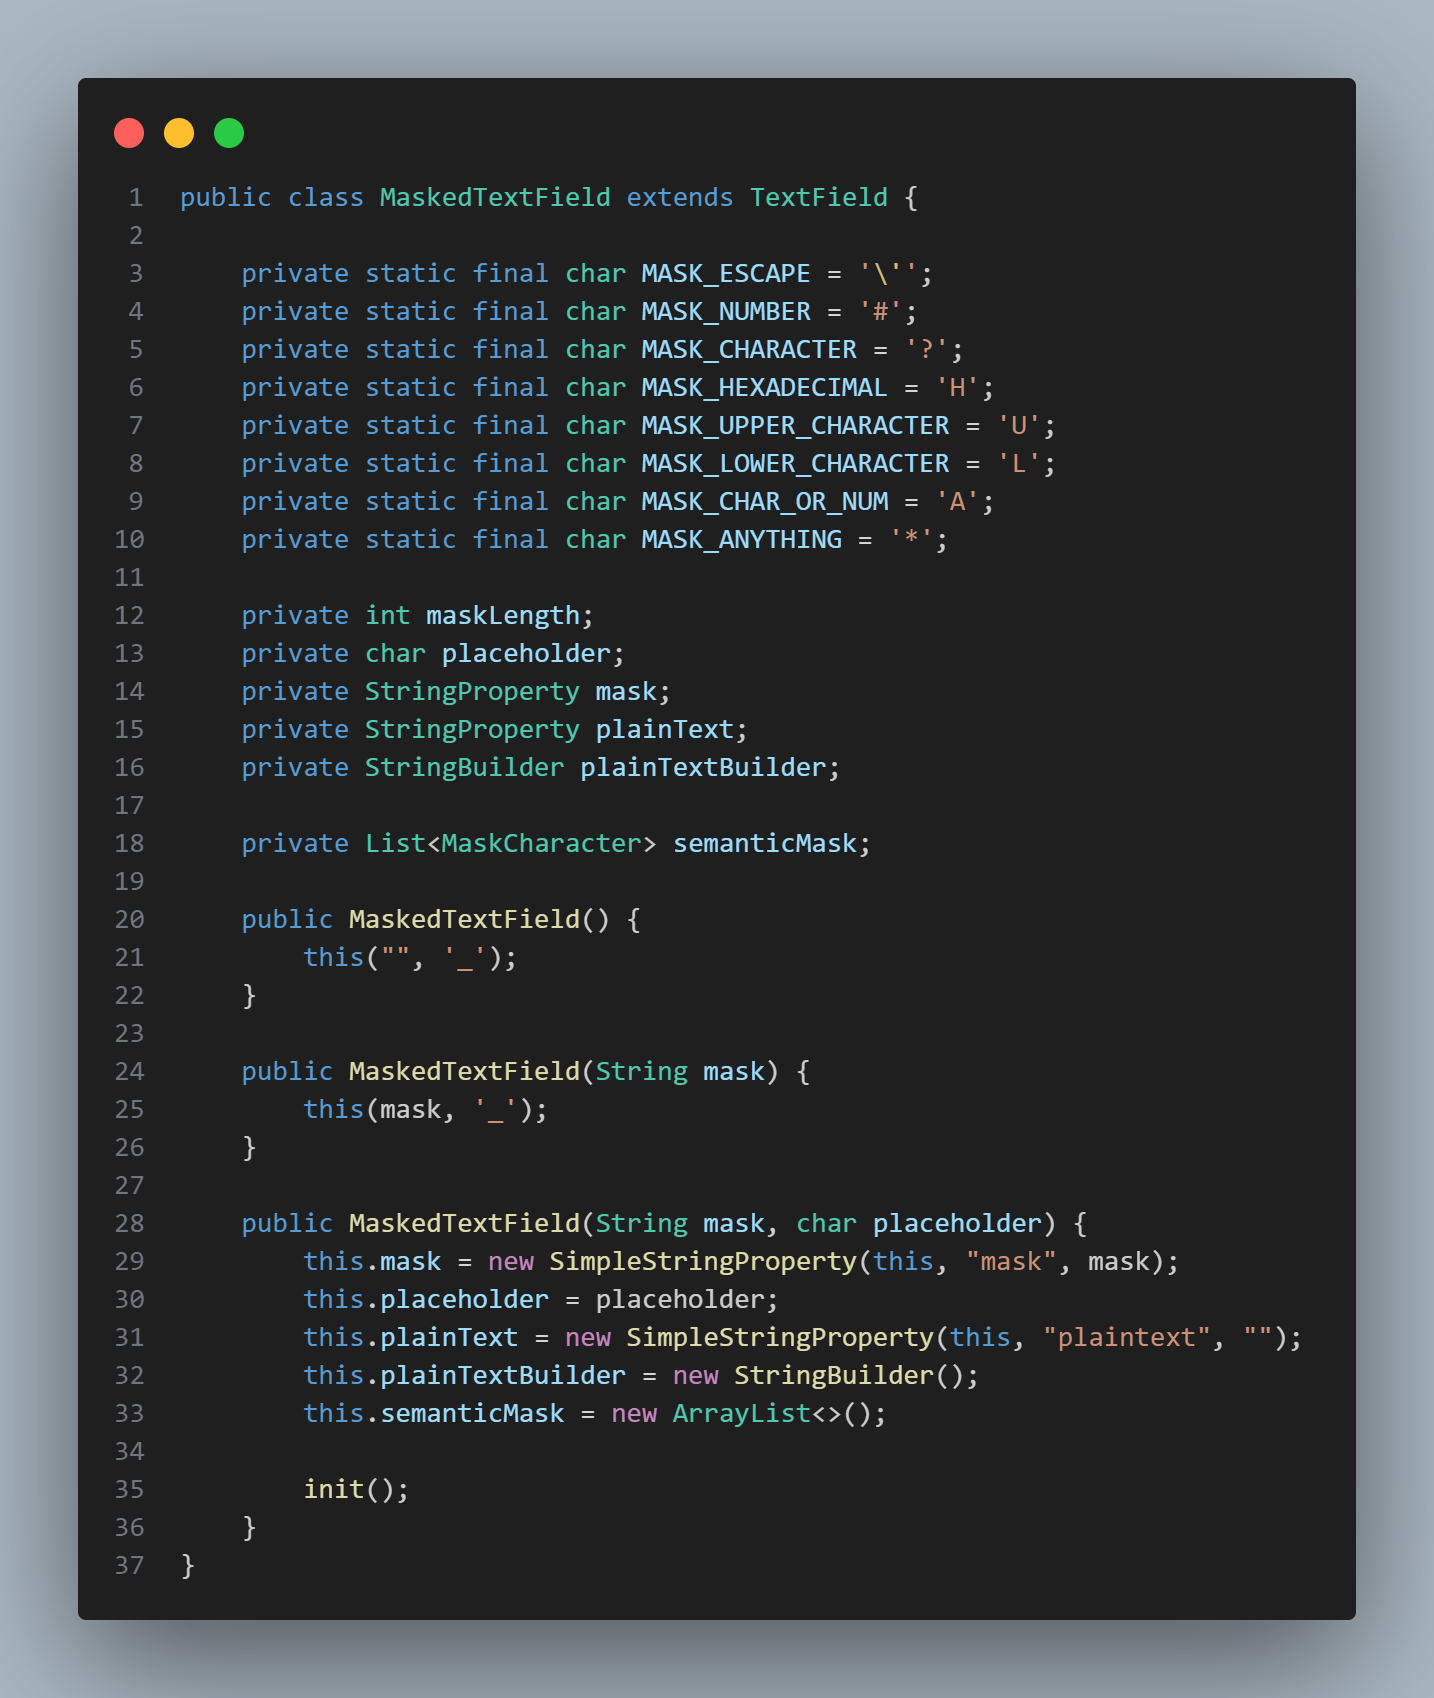 1 public class MaskedTextField extends TextField {
2
3     private static final char MASK_ESCAPE = '\'';
4     private static final char MASK_NUMBER = '#';
5     private static final char MASK_CHARACTER = '?';
6     private static final char MASK_HEXADECIMAL = 'H';
7     private static final char MASK_UPPER_CHARACTER = 'U';
8     private static final char MASK_LOWER_CHARACTER = 'L';
9     private static final char MASK_CHAR_OR_NUM = 'A';
10     private static final char MASK_ANYTHING = '*';
11
12     private int maskLength;
13     private char placeholder;
14     private StringProperty mask;
15     private StringProperty plainText;
16     private StringBuilder plainTextBuilder;
17
18     private List<MaskCharacter> semanticMask;
19
20     public MaskedTextField() {
21         this("", '_');
22     }
23
24     public MaskedTextField(String mask) {
25         this(mask, '_');
26     }
27
28     public MaskedTextField(String mask, char placeholder) {
29         this.mask = new SimpleStringProperty(this, "mask", mask);
30         this.placeholder = placeholder;
31         this.plainText = new SimpleStringProperty(this, "plaintext", "");
32         this.plainTextBuilder = new StringBuilder();
33         this.semanticMask = new ArrayList<>();
34
35         init();
36     }
37 }